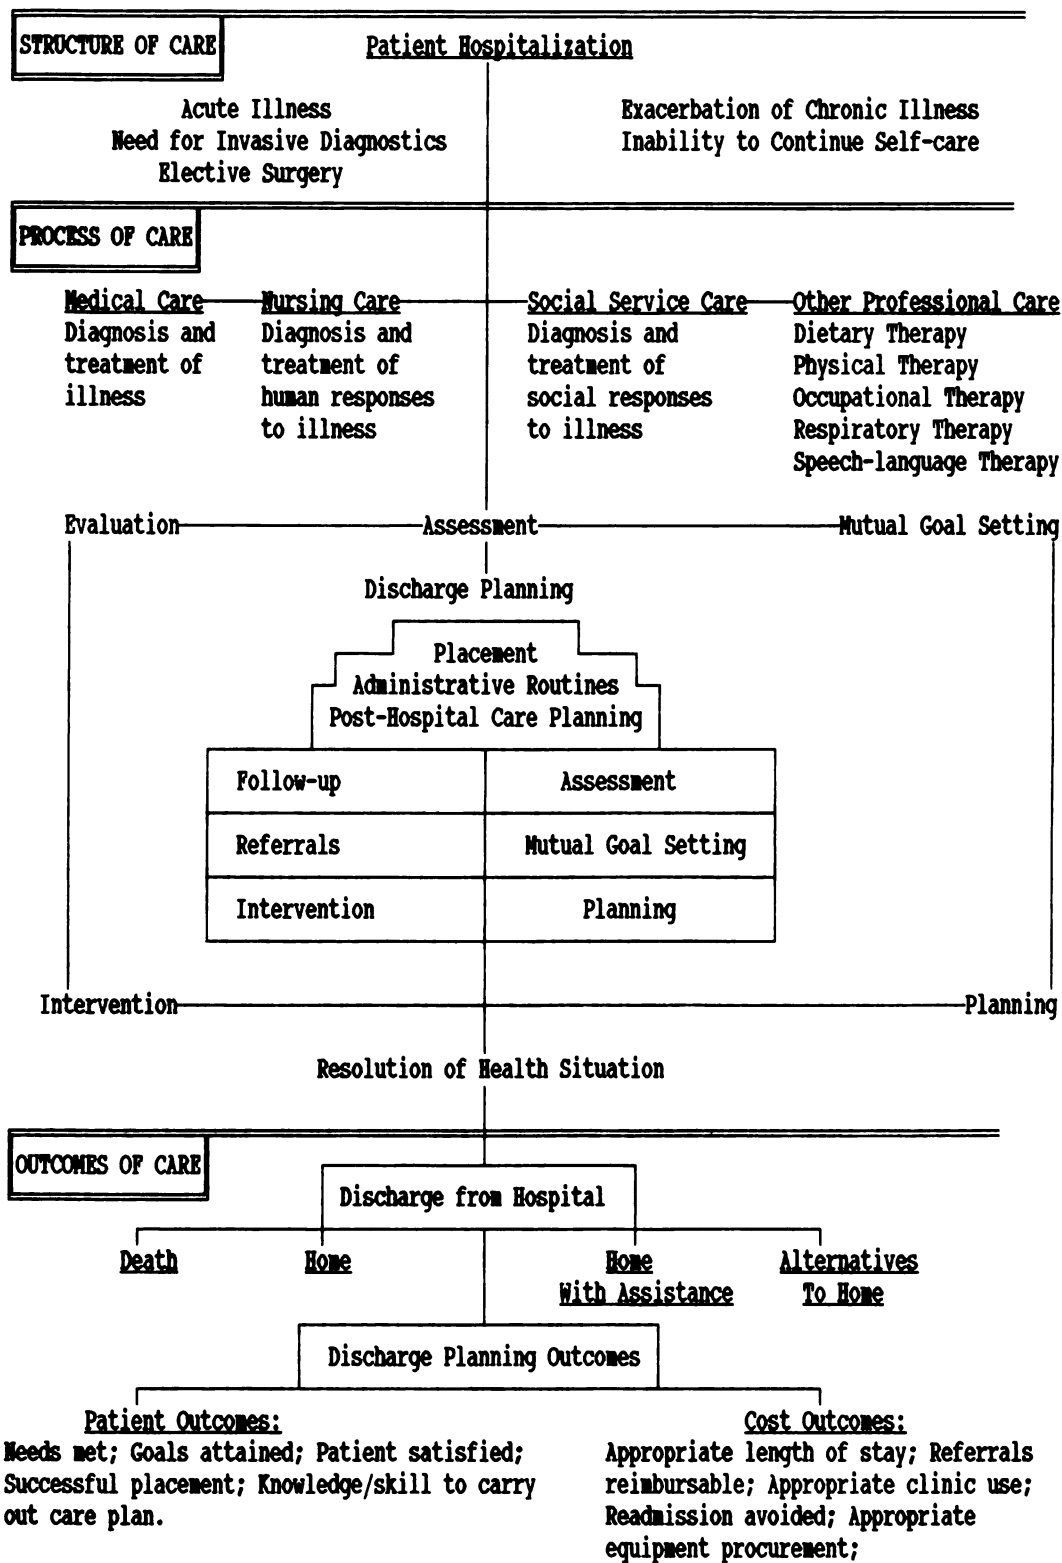 STRUCTURE OF CARE
Patient Hospitalization
Acute Illness
Need for Invasive Diagnostics
Elective Surgery
Exacerbation of Chronic Illness
Inability to Continue Self-care
PROCESS OF CARE
Medical Care
Diagnosis and
treatment of
illness
Nursing Care
Diagnosis and
treatment of
human responses
to illness
Social Service Care
Diagnosis and
treatment of
social responses
to illness
Other Professional Care
Dietary Therapy
Physical Therapy
Occupational Therapy
Respiratory Therapy
Speech-language Therapy
Evaluation
Assessment
Mutual Goal Setting
Discharge Planning
Placement
Administrative Routines
Post-Hospital Care Planning
Follow-up
Assessment
Referrals
Mutual Goal Setting
Intervention
Planning
Intervention
Planning
Resolution of Health Situation
OUTCOMES OF CARE
Discharge from Hospital
Death
Home
Home
With Assistance
Alternatives
To Home
Discharge Planning Outcomes
Patient Outcomes:
Needs met; Goals attained; Patient satisfied;
Successful placement; Knowledge/skill to carry
out care plan.
Cost Outcomes:
Appropriate length of stay; Referrals
reimbursable; Appropriate clinic use;
Readmission avoided; Appropriate
equipment procurement;